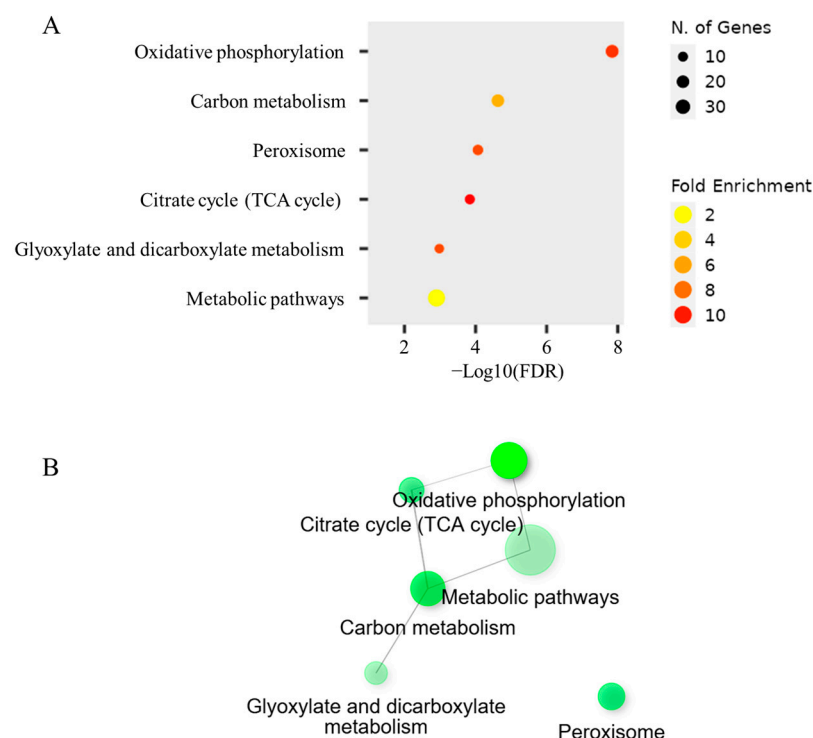 A
Oxidative phosphorylation
Carbon metabolism
Peroxisome
Citrate cycle (TCA cycle)
Glyoxylate and dicarboxylate metabolism
Metabolic pathways
2 4 6 8
−Log10(FDR)
N. of Genes
10
20
30
Fold Enrichment
2
4
6
8
10
B
Oxidative phosphorylation
Citrate cycle (TCA cycle)
Metabolic pathways
Carbon metabolism
Glyoxylate and dicarboxylate
metabolism
Peroxisome